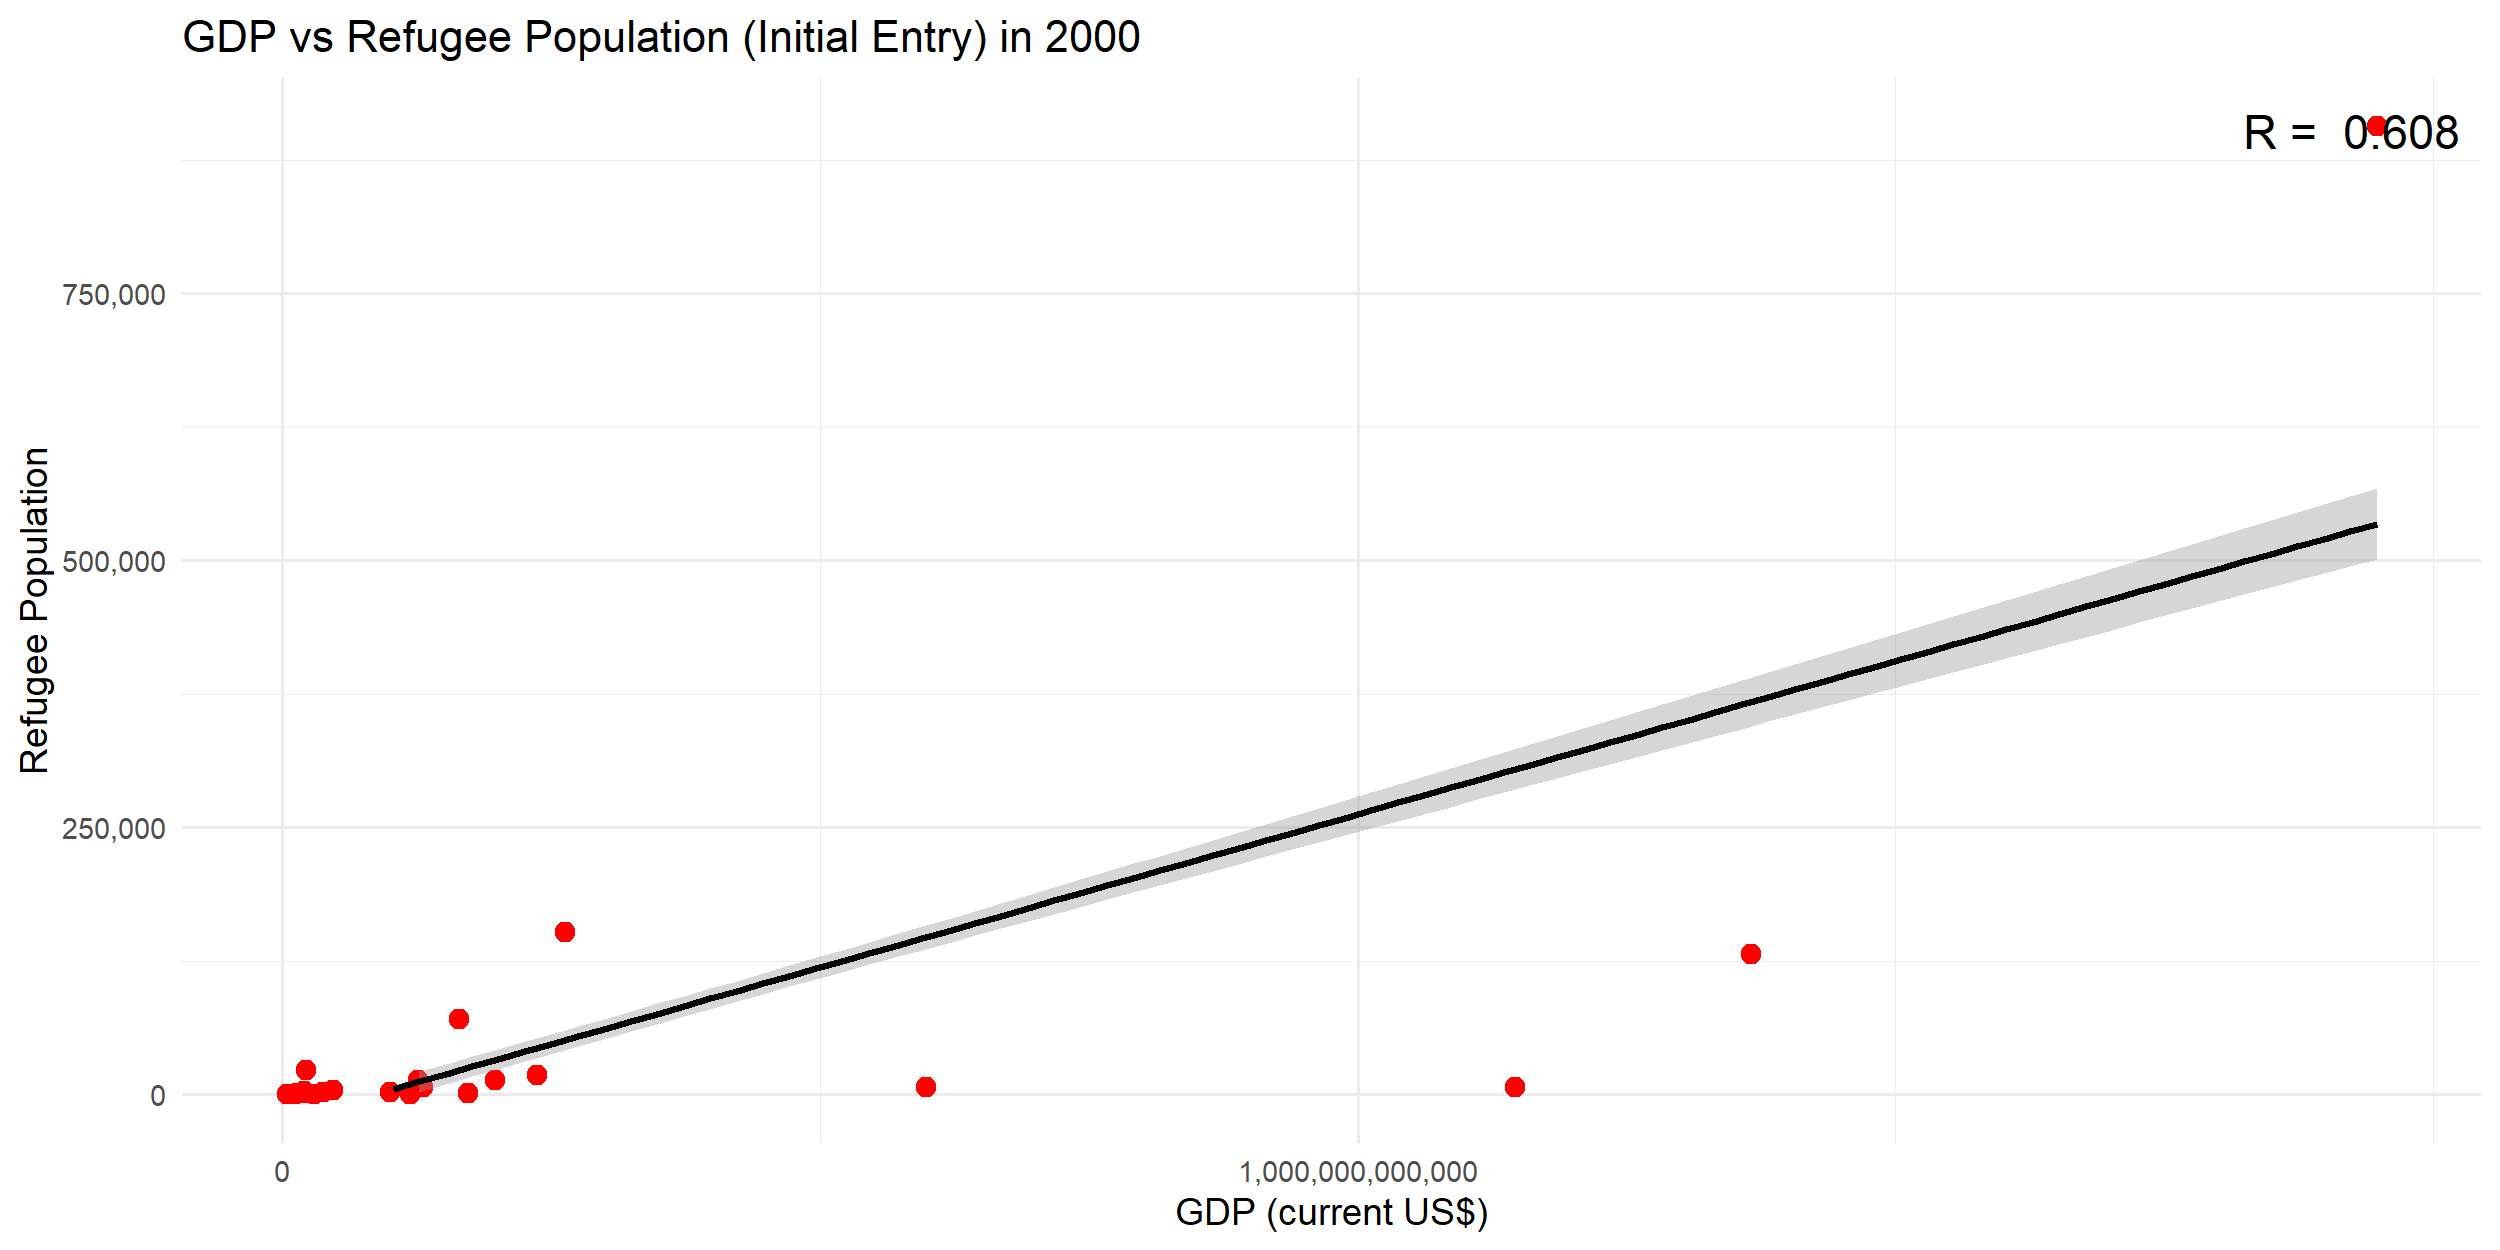 GDP vs Refugee Population (Initial Entry) in 2000
R = 0.608
Refugee Population
750,000
500,000
250,000
0
0
1,000,000,000,000
GDP (current US$)